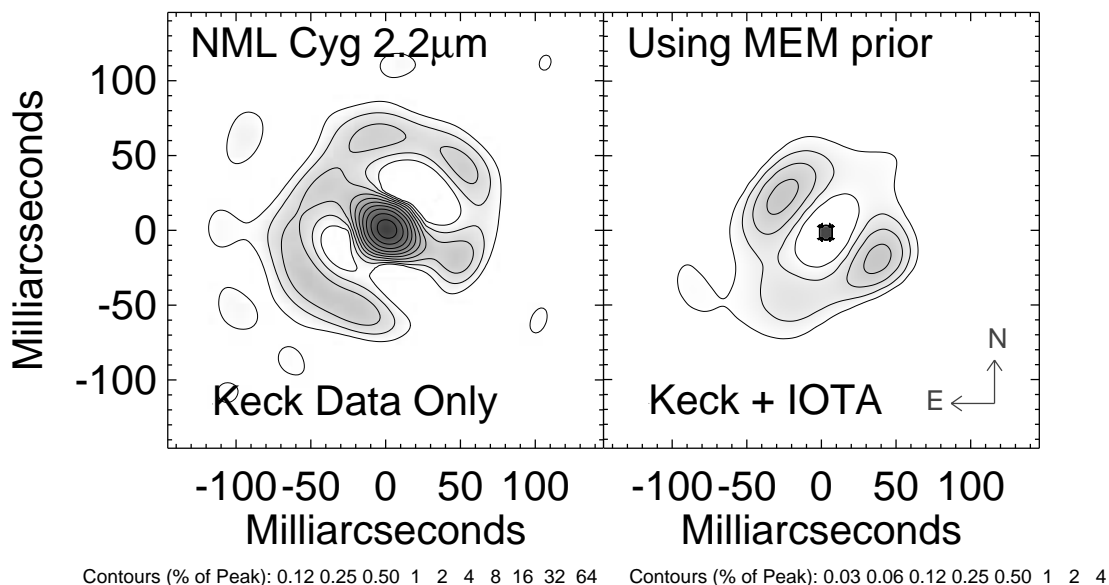 NML Cyg 2.2μm
Using MEM prior
Milliarcseconds
100
50
0
-50
-100
Keck Data Only
Keck + IOTA
N
E
-100 -50 0 50 100
-100 -50 0 50 100
Milliarcseconds
Milliarcseconds
Contours (% of Peak): 0.12 0.25 0.50 1 2 4 8 16 32 64
Contours (% of Peak): 0.03 0.06 0.12 0.25 0.50 1 2 4